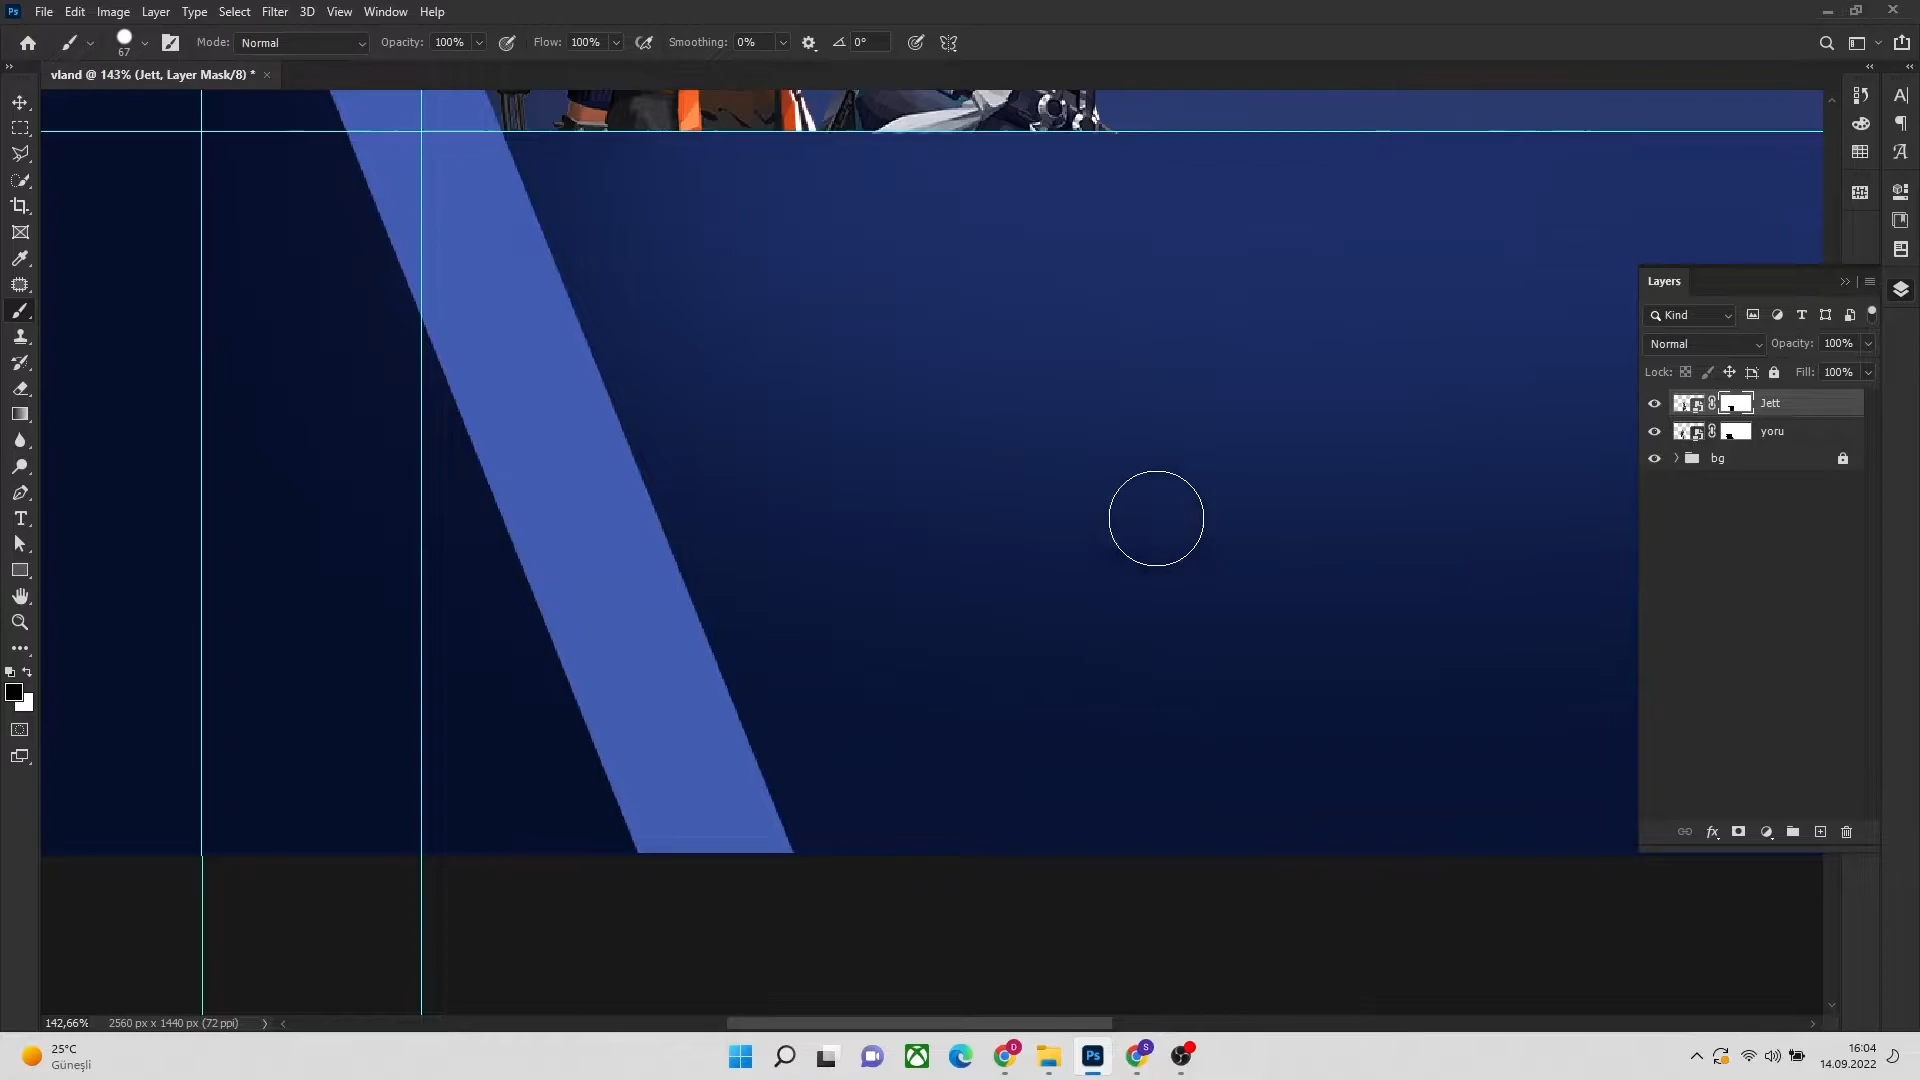 Ps File Edit Image Layer Type Select Filter 3D View Window Help
67 Mode: Normal Opacity: 100% Flow: 100% Smoothing: 0% 0°
vland @ 143% (Jett, Layer Mask/8) *
Layers
Kind
Normal Opacity: 100%
Lock: Fill: 100%
Jett
yoru
bg
fx
142,66% 2560 px x 1440 px (72 ppi)
25°C
Güneşli
D
Ps
S
16:04
14.09.2022